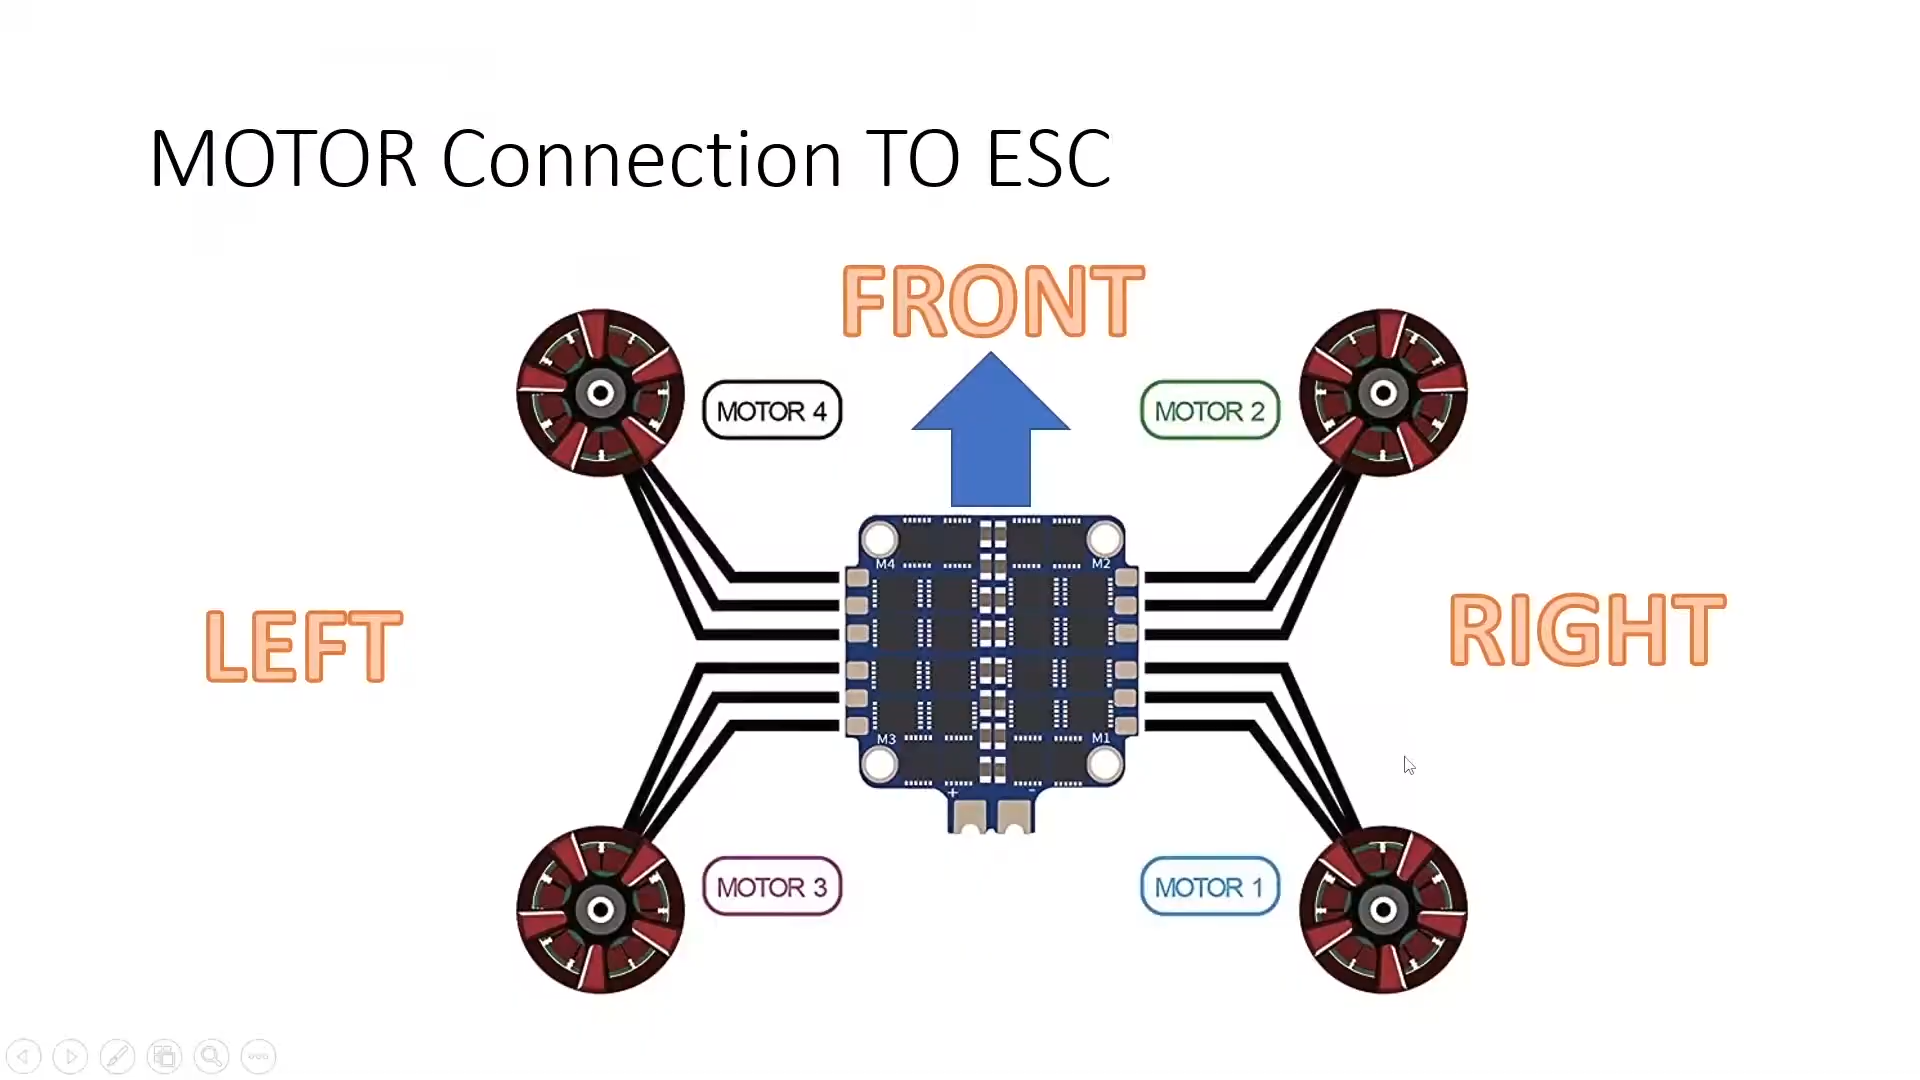 MOTOR Connection TO ESC
FRONT
MOTOR 4
MOTOR 2
M4
M2
LEFT
RIGHT
M3
M1
+
-
MOTOR 3
MOTOR 1